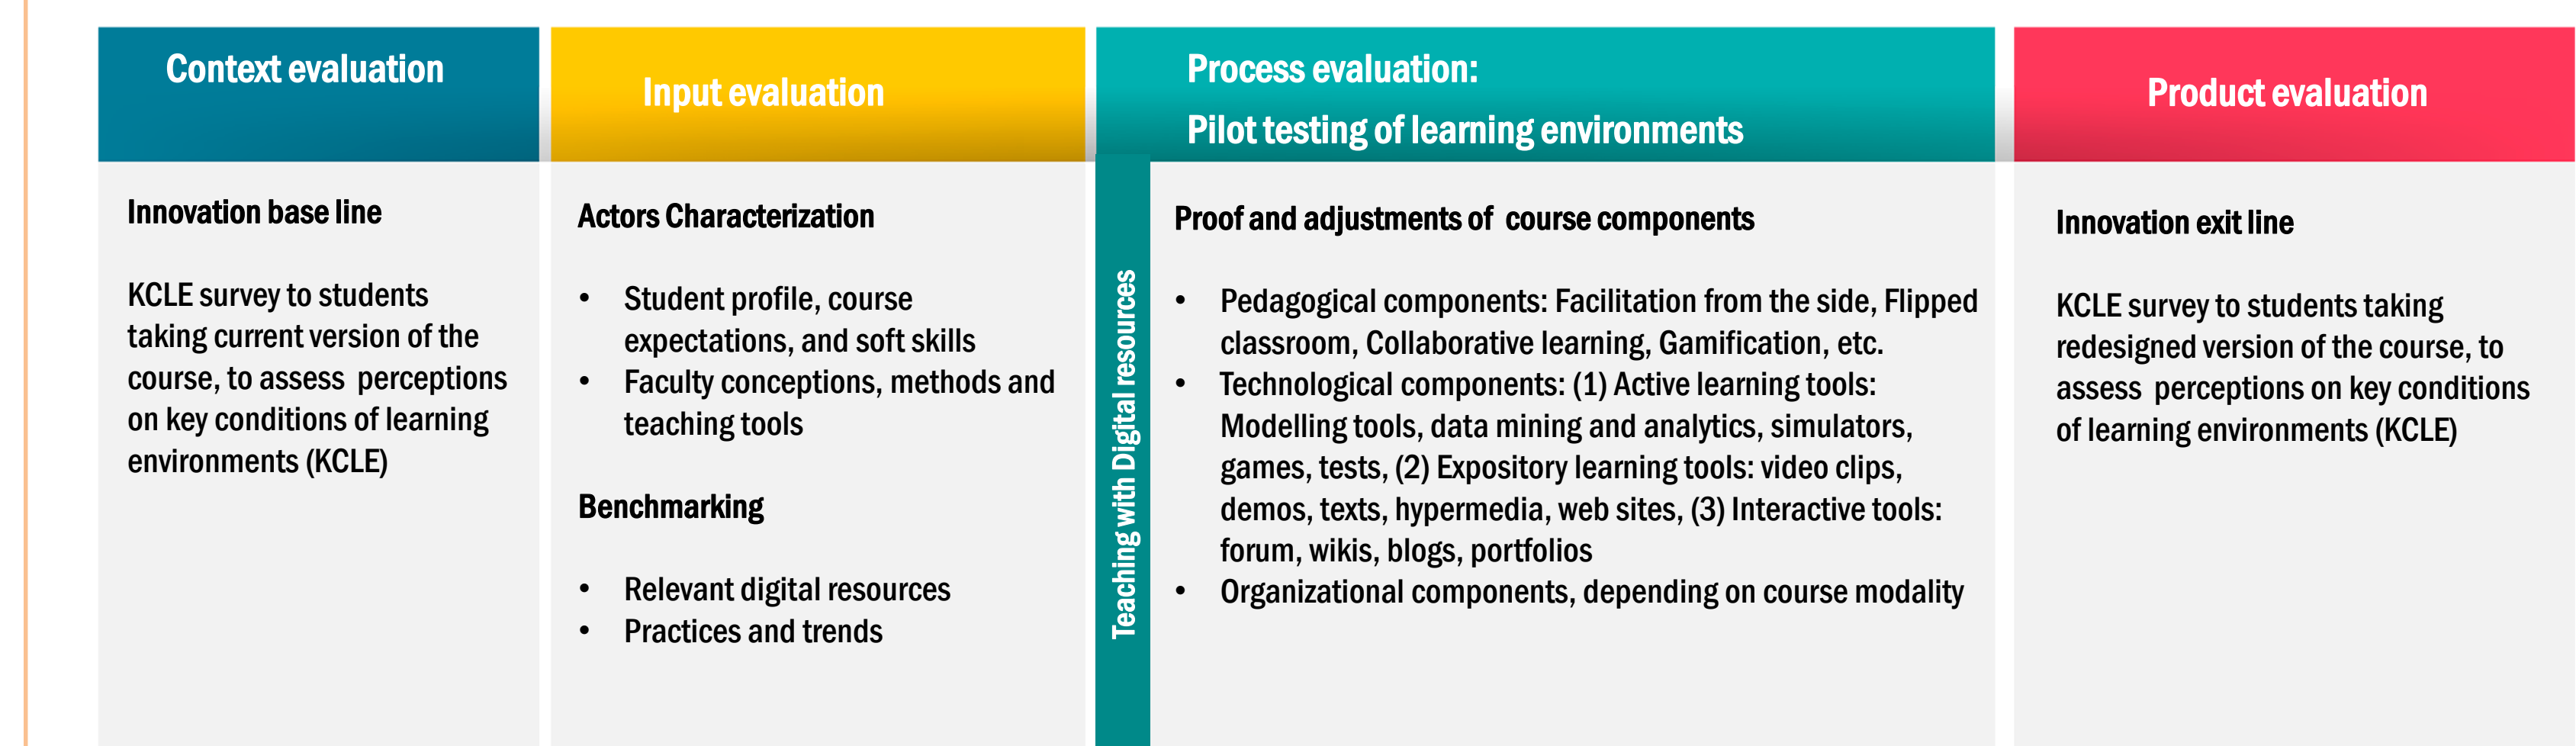 Context evaluation
Innovation base line
KCLE survey to students
taking current version of the
course, to assess perceptions
on key conditions of learning
environments (KCLE)
Input evaluation
Actors Characterization
• Student profile, course
expectations, and soft skills
• Faculty conceptions, methods and
teaching tools
Benchmarking
• Relevant digital resources
• Practices and trends
Process evaluation:
Pilot testing of learning environments
Teaching with Digital resources
Proof and adjustments of course components
• Pedagogical components: Facilitation from the side, Flipped
classroom, Collaborative learning, Gamification, etc.
• Technological components: (1) Active learning tools:
Modelling tools, data mining and analytics, simulators,
games, tests, (2) Expository learning tools: video clips,
demos, texts, hypermedia, web sites, (3) Interactive tools:
forum, wikis, blogs, portfolios
• Organizational components, depending on course modality
Product evaluation
Innovation exit line
KCLE survey to students taking
redesigned version of the course, to
assess perceptions on key conditions
of learning environments (KCLE)